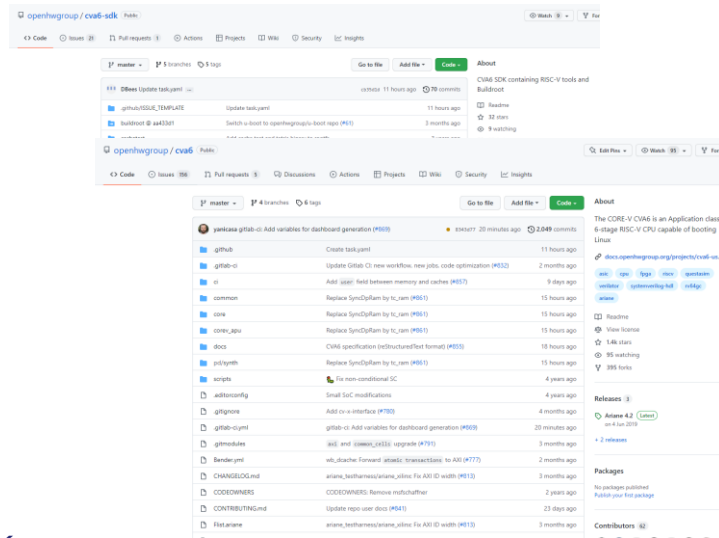 openhwgroup / cva6-sdk Public
Watch 9
Code Issues 21 Pull requests 1 Actions Projects Wiki Security Insights
master 5 branches 5 tags Go to file Add file Code
About
CVA6 SDK containing RISC-V tools and
Buildroot
DBees Update task.yaml ... 11 hours ago 70 commits
.github/ISSUE_TEMPLATE Update task.yaml 11 hours ago
Readme
buildroot @ aa433d1 Switch u-boot to openhwgroup/u-boot repo (#61) 3 months ago
32 stars
9 watching
openhwgroup / cva6 Public
Edit Pins Watch 95 For
Code Issues 156 Pull requests 5 Discussions Actions Projects Wiki Security Insights
master 4 branches 6 tags Go to file Add file Code
About
The CORE-V CVA6 is an Application class
6-stage RISC-V CPU capable of booting
Linux
docs.openhwgroup.org/projects/cva6-us
asic cpu fpga riscv questasim
verilator systemverilog-hdl rv64gc
ariane
Readme
View license
1.4k stars
95 watching
395 forks
Releases 3
Ariane 4.2 Latest
on 4 Jun 2019
+ 2 releases
Packages
No packages published
Publish your first package
Contributors 62
yanicasa gitlab-ci: Add variables for dashboard generation (#869) 20 minutes ago 2,049 commits
.github Create task.yaml 11 hours ago
.gitlab-ci Update Gitlab CI: new workflow, new jobs, code optimization (#832) 2 months ago
ci Add user field between memory and caches (#857) 9 days ago
common Replace SyncDpRam by tc_ram (#861) 15 hours ago
core Replace SyncDpRam by tc_ram (#861) 15 hours ago
corev_apu Replace SyncDpRam by tc_ram (#861) 15 hours ago
docs CVA6 specification (reStructuredText format) (#855) 18 hours ago
pd/synth Replace SyncDpRam by tc_ram (#861) 15 hours ago
scripts Fix non-conditional SC 4 years ago
.editorconfig Small SoC modifications 4 years ago
.gitignore Add cv-x-interface (#780) 4 months ago
.gitlab-ci.yml gitlab-ci: Add variables for dashboard generation (#869) 20 minutes ago
.gitmodules axi and common_cells upgrade (#791) 3 months ago
Bender.yml wb_dcache: Forward atomic transactions to AXI (#777) 2 months ago
CHANGELOG.md ariane_testharness/ariane_xilinx: Fix AXI ID width (#813) 3 months ago
CODEOWNERS CODEOWNERS: Remove msfschaffner 2 years ago
CONTRIBUTING.md Update repo user docs (#841) 23 days ago
Flist.ariane ariane_testharness/ariane_xilinx: Fix AXI ID width (#813) 3 months ago